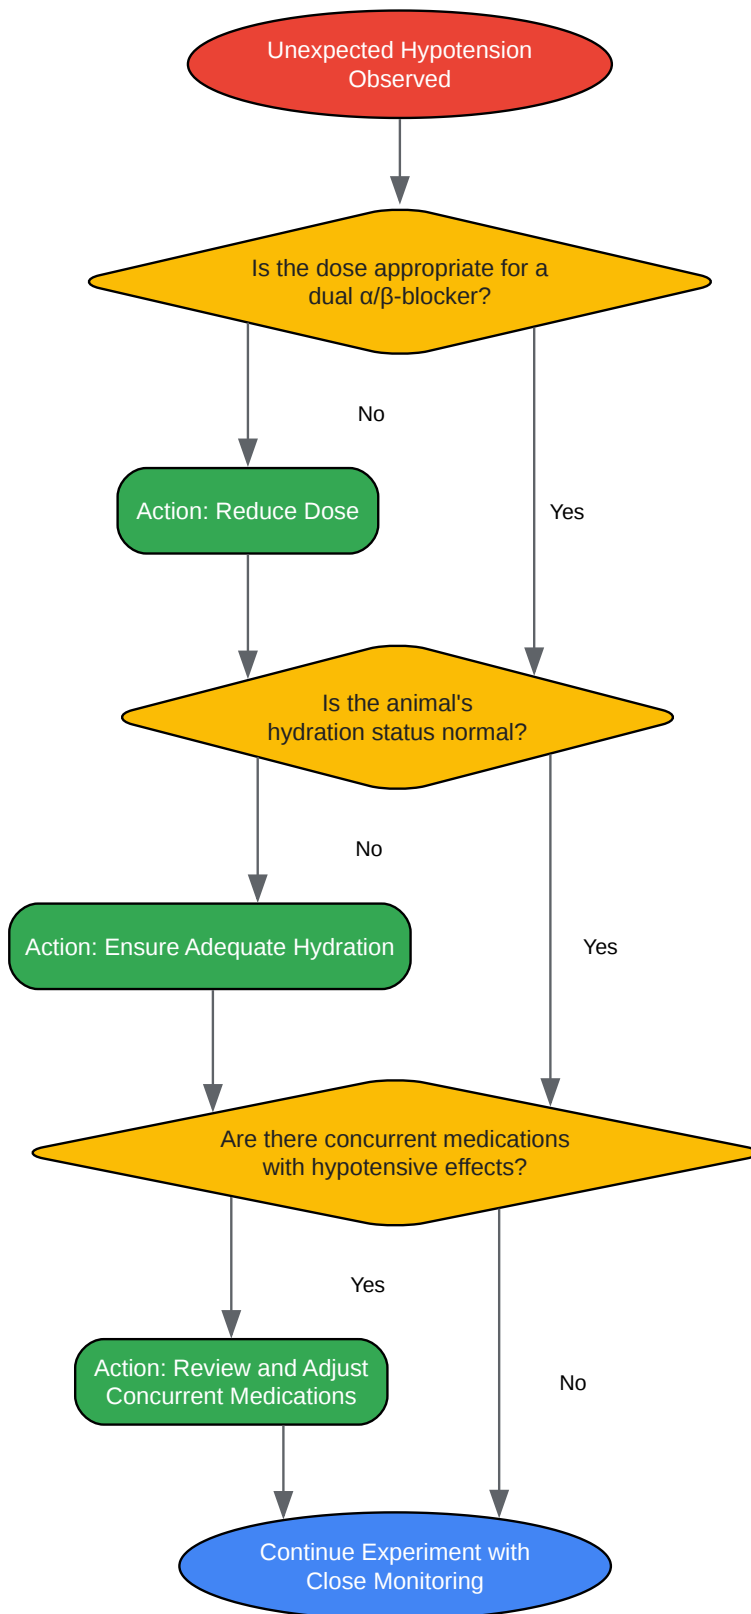 Unexpected Hypotension
Observed
Is the dose appropriate for a
dual α/β-blocker?
No
Action: Reduce Dose
Yes
Is the animal's
hydration status normal?
No
Action: Ensure Adequate Hydration
Yes
Are there concurrent medications
with hypotensive effects?
Yes
Action: Review and Adjust
Concurrent Medications
No
Continue Experiment with
Close Monitoring